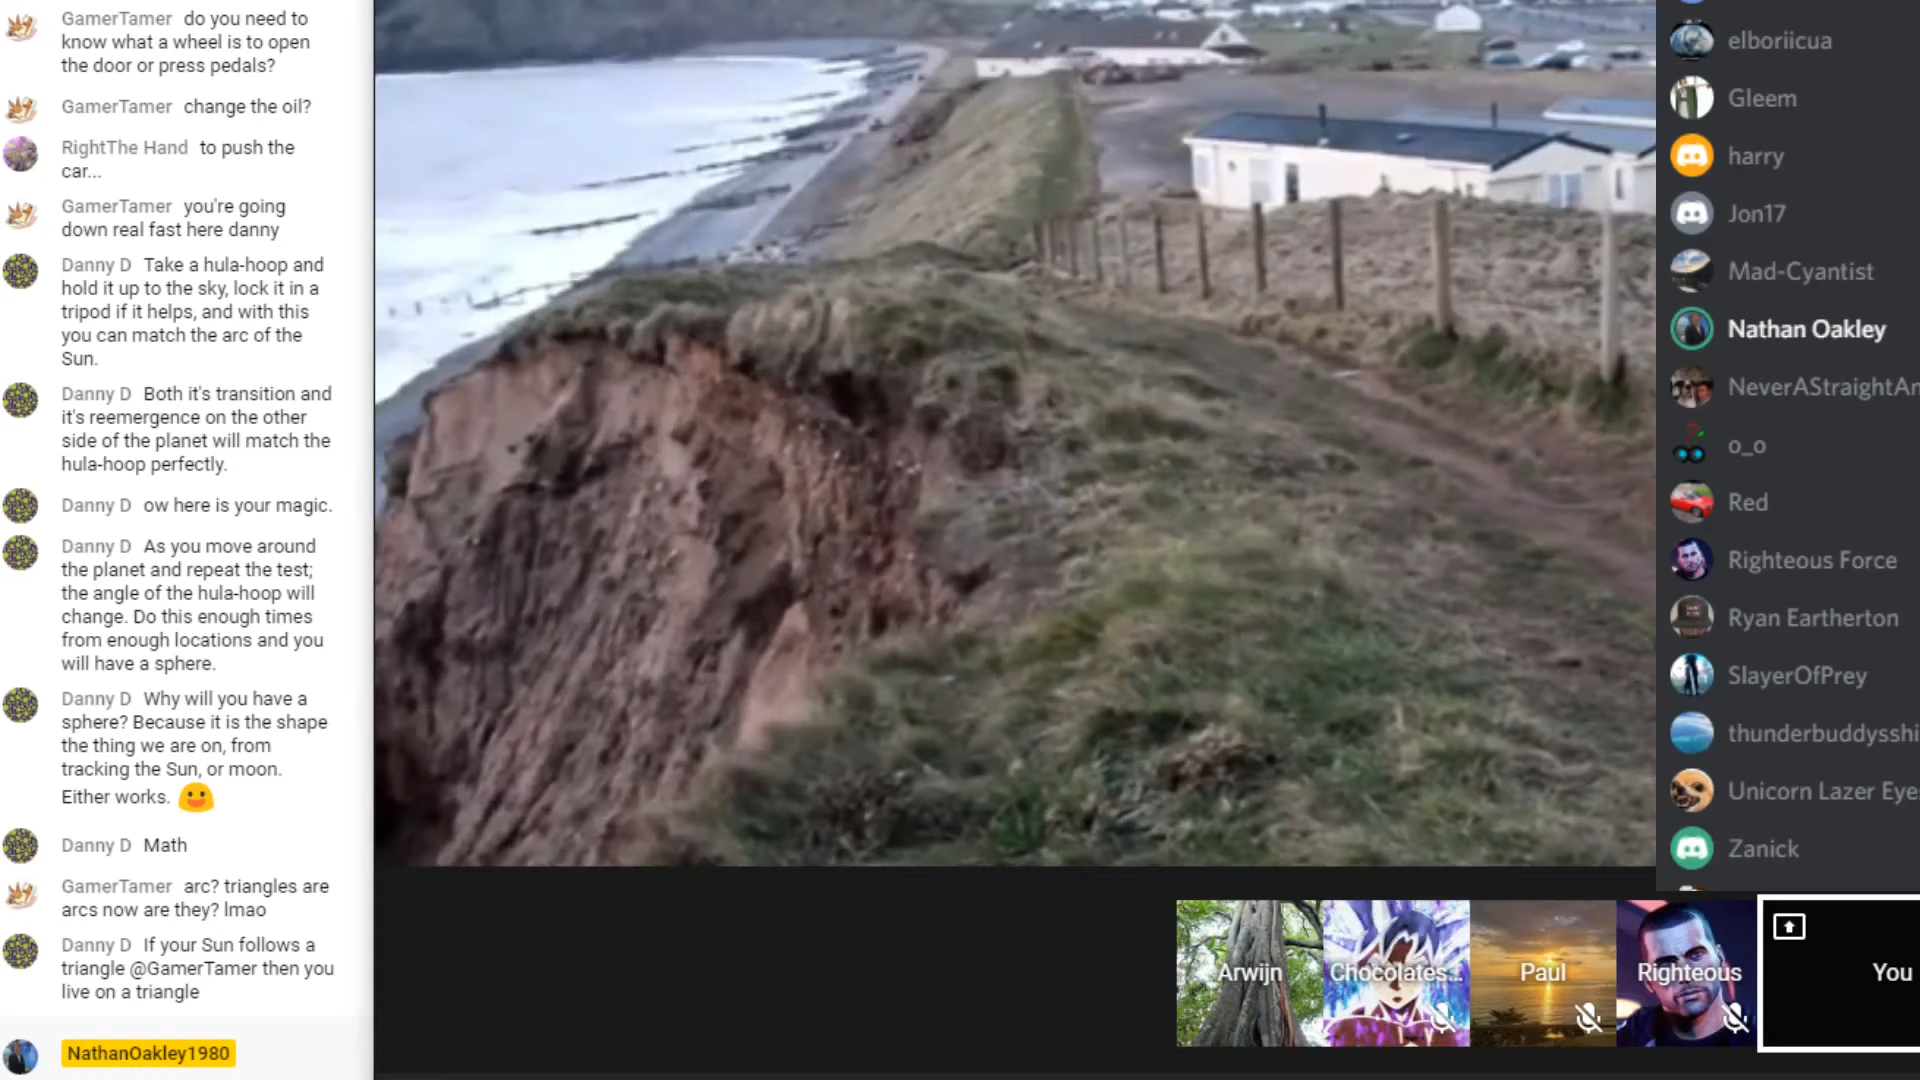 GamerTamer do you need to
know what a wheel is to open
the door or press pedals?
GamerTamer change the oil?
RightThe Hand to push the
car...
GamerTamer you're going
down real fast here danny
Danny D Take a hula-hoop and
hold it up to the sky, lock it in a
tripod if it helps, and with this
you can match the arc of the
Sun.
Danny D Both it's transition and
it's reemergence on the other
side of the planet will match the
hula-hoop perfectly.
Danny D ow here is your magic.
Danny D As you move around
the planet and repeat the test;
the angle of the hula-hoop will
change. Do this enough times
from enough locations and you
will have a sphere.
Danny D Why will you have a
sphere? Because it is the shape
the thing we are on, from
tracking the Sun, or moon.
Either works.
Danny D Math
GamerTamer arc? triangles are
arcs now are they? lmao
Danny D If your Sun follows a
triangle @GamerTamer then you
live on a triangle
NathanOakley1980
elboriicua
Gleem
harry
Jon17
Mad-Cyantist
Nathan Oakley
NeverAStraightAn
o_o
Red
Righteous Force
Ryan Eartherton
SlayerOfPrey
thunderbuddysshi
Unicorn Lazer Eye
Zanick
Arwijn
Chocolates...
Paul
Righteous
You